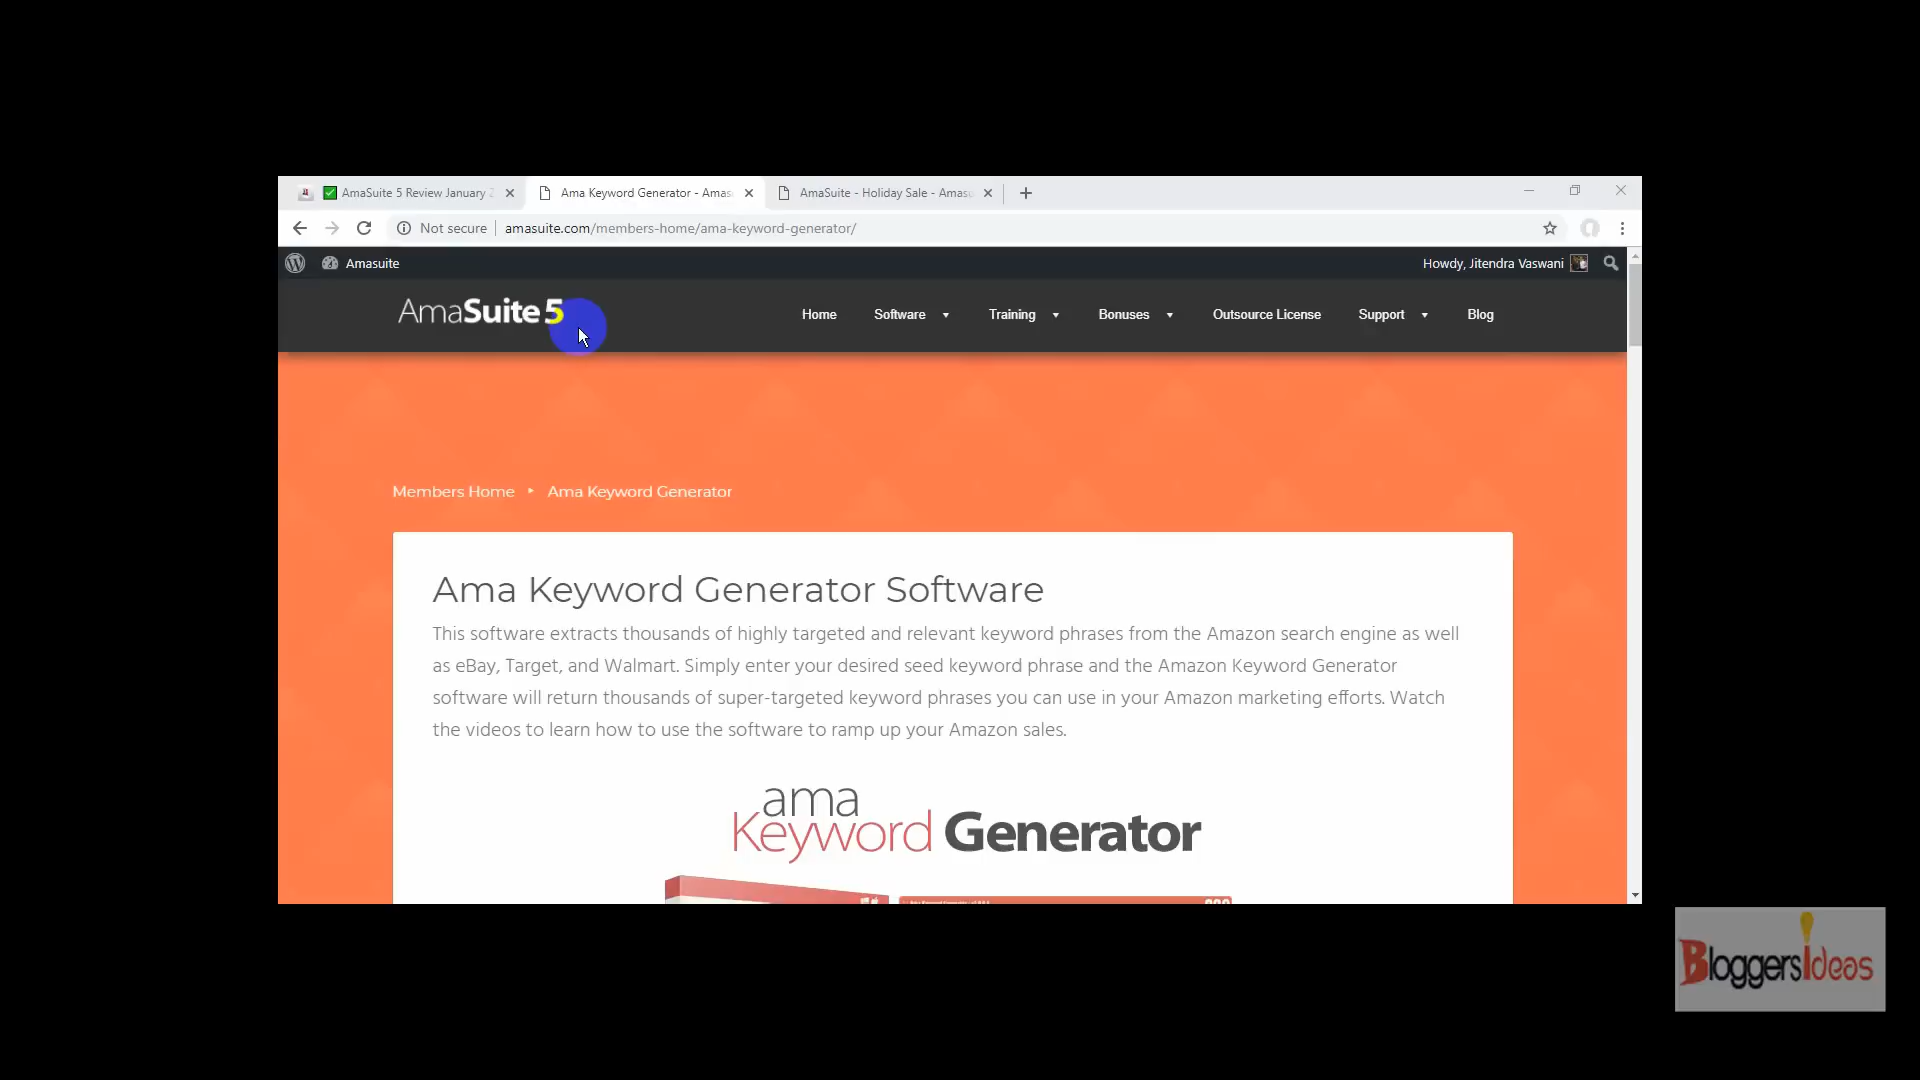 AmaSuite 5 Review January
Ama Keyword Generator - Amas
AmaSuite - Holiday Sale - Amasu
Not secure
amasuite.com/members-home/ama-keyword-generator/
Amasuite
Howdy, Jitendra Vaswani
AmaSuite 5
Home
Software
Training
Bonuses
Outsource License
Support
Blog
Members Home
Ama Keyword Generator
Ama Keyword Generator Software
This software extracts thousands of highly targeted and relevant keyword phrases from the Amazon search engine as well
as eBay, Target, and Walmart. Simply enter your desired seed keyword phrase and the Amazon Keyword Generator
software will return thousands of super-targeted keyword phrases you can use in your Amazon marketing efforts. Watch
the videos to learn how to use the software to ramp up your Amazon sales.
ama
Keyword Generator
BloggersIdeas